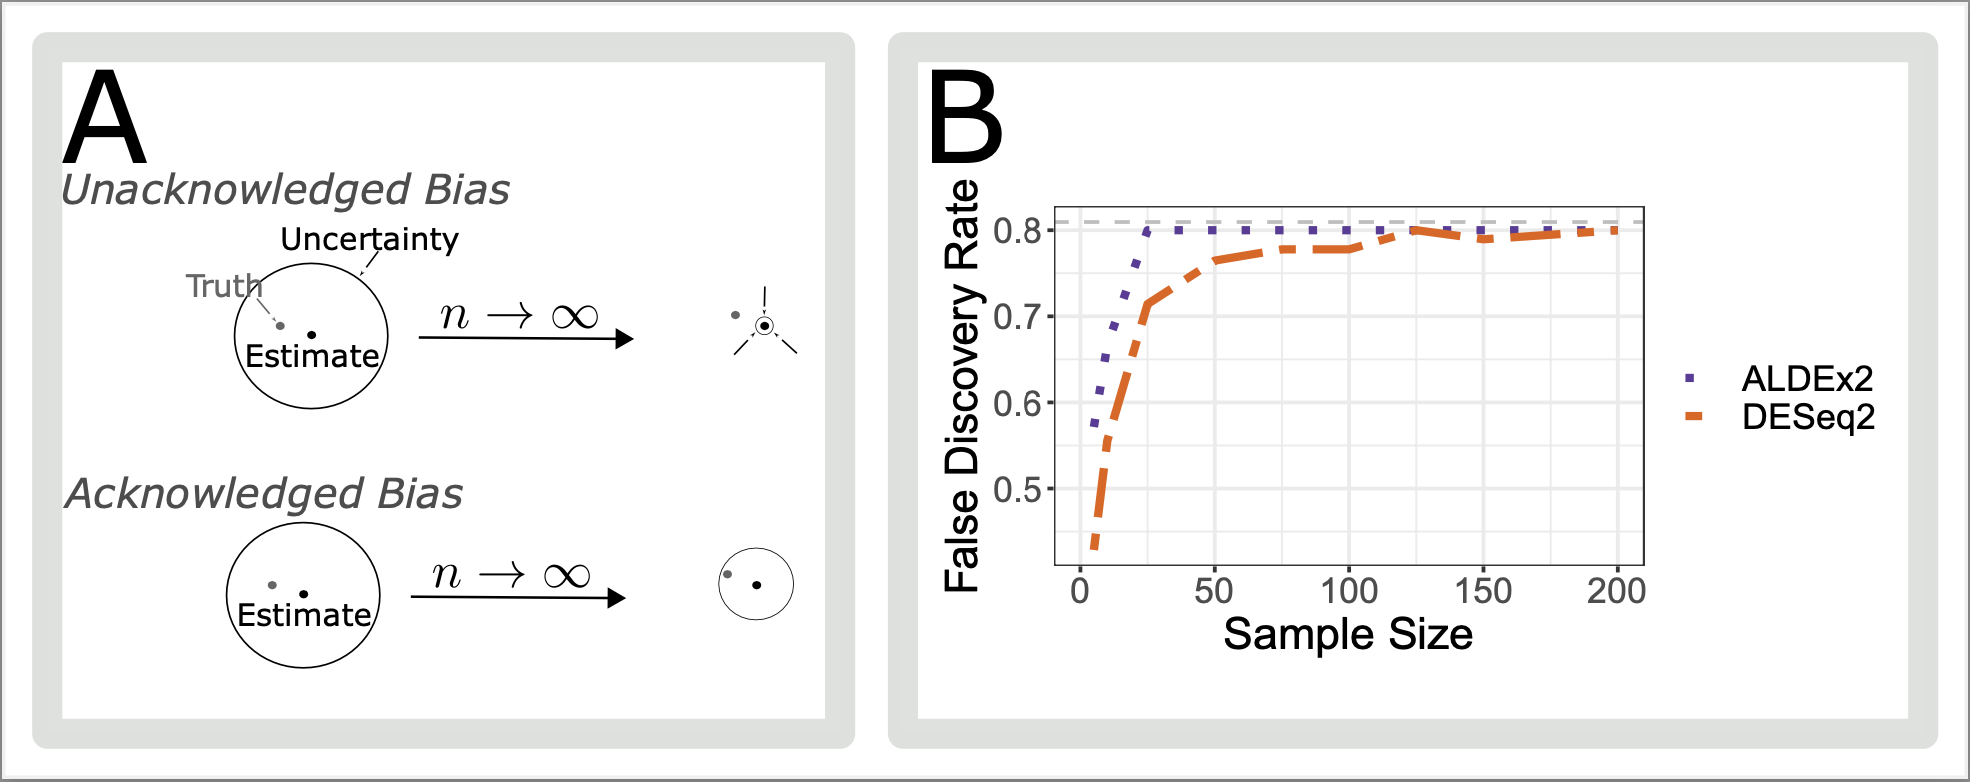 A
Unacknowledged Bias
Uncertainty
Truth
Estimate
n → ∞
Acknowledged Bias
Estimate
n → ∞
B
False Discovery Rate
0.8
0.7
0.6
0.5
0 50 100 150 200
Sample Size
ALDEx2
DESeq2